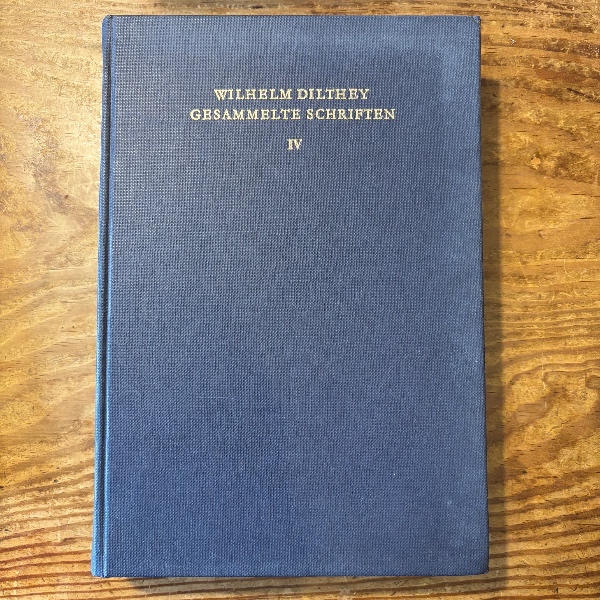 WILHELM DILTHEY
GESAMMELTE SCHRIFTEN
IV